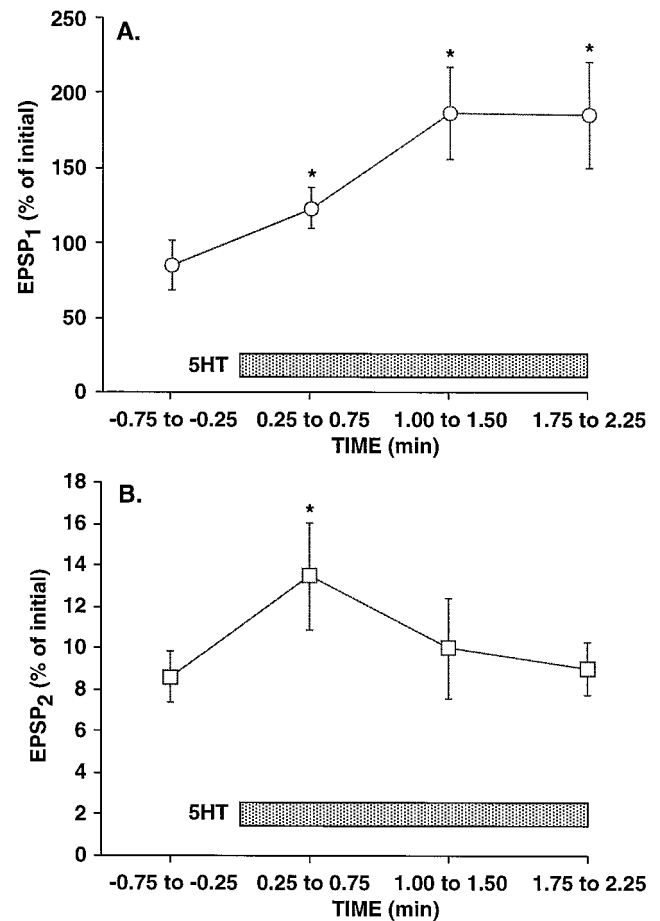 A.
EPSP1 (% of initial)
250
*
*
200
*
150
100
50
5HT
0
-0.75 to -0.25 0.25 to 0.75 1.00 to 1.50 1.75 to 2.25
TIME (min)
B.
EPSP2 (% of initial)
18
*
16
14
12
10
8
6
4
5HT
2
0
-0.75 to -0.25 0.25 to 0.75 1.00 to 1.50 1.75 to 2.25
TIME (min)